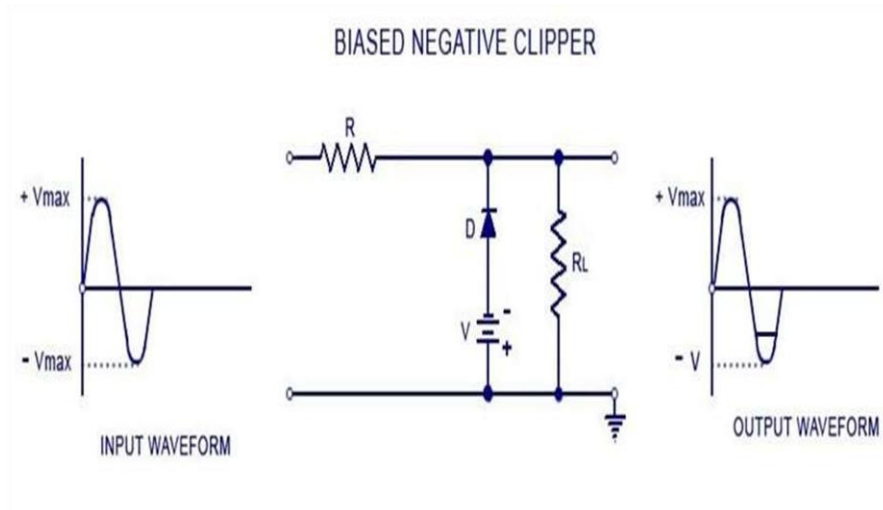 BIASED NEGATIVE CLIPPER
R
+ Vmax
- Vmax
INPUT WAVEFORM
D
V
-
+
RL
+ Vmax
- V
OUTPUT WAVEFORM